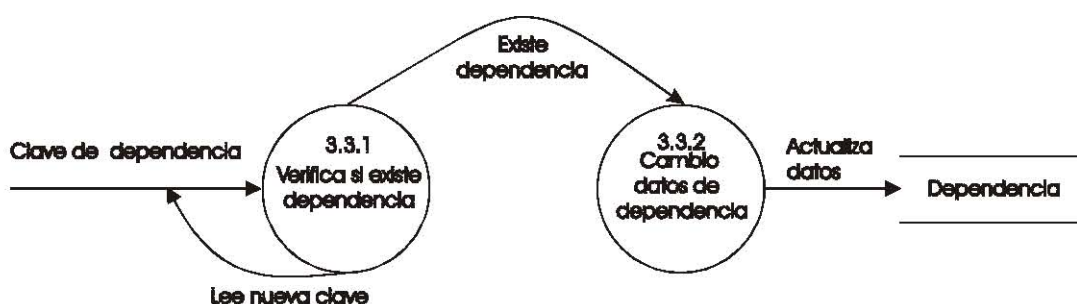 Existe
dependencia
Clave de dependencia
3.3.1
Verifica si existe
dependencia
3.3.2
Cambio
datos de
dependencia
Actualiza
datos
Dependencia
Lee nueva clave